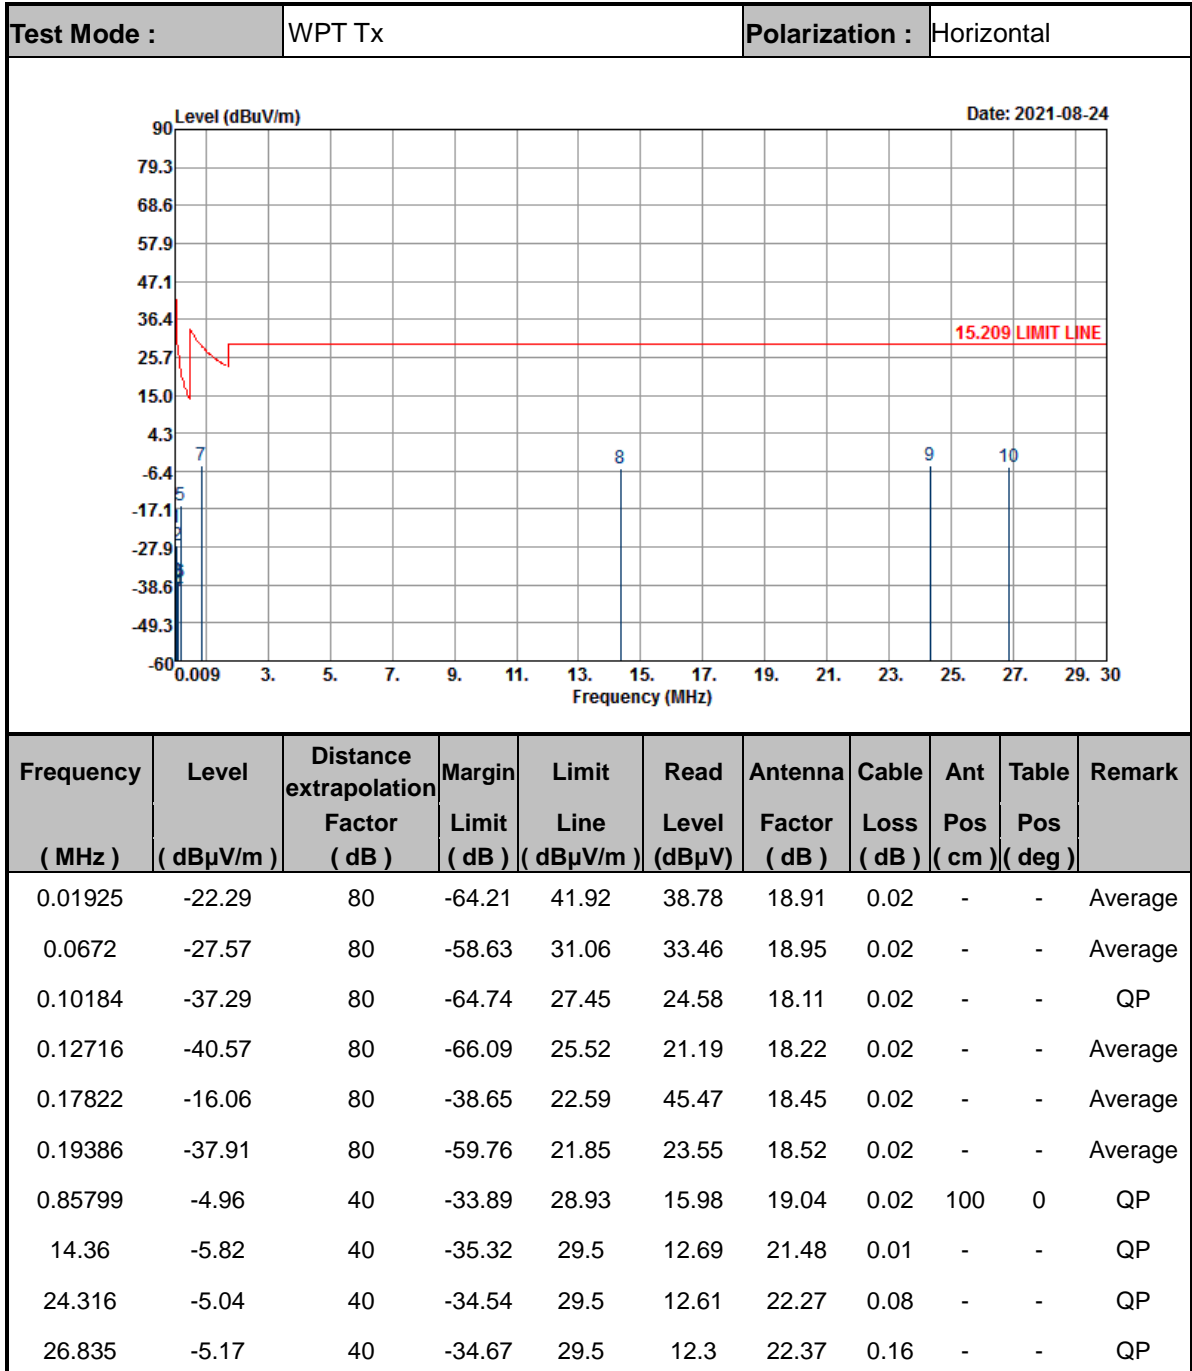 Test Mode : WPT Tx Polarization : Horizontal
Level (dBuV/m) Date: 2021-08-24
90
79.3
68.6
57.9
47.1
36.4
15.209 LIMIT LINE
25.7
15.0
4.3
7 8 9 10
-6.4
5
-17.1
2
-27.9
-38.6
-49.3
-60
0.009 3. 5. 7. 9. 11. 13. 15. 17. 19. 21. 23. 25. 27. 29. 30
Frequency (MHz)
Frequency Level Distance extrapolation Margin Limit Read Antenna Cable Ant Table Remark
Factor Limit Line Level Factor Loss Pos Pos
( MHz ) ( dBµV/m ) ( dB ) ( dB ) ( dBµV/m ) (dBµV) ( dB ) ( dB ) ( cm ) ( deg )
0.01925 -22.29 80 -64.21 41.92 38.78 18.91 0.02 - - Average
0.0672 -27.57 80 -58.63 31.06 33.46 18.95 0.02 - - Average
0.10184 -37.29 80 -64.74 27.45 24.58 18.11 0.02 - - QP
0.12716 -40.57 80 -66.09 25.52 21.19 18.22 0.02 - - Average
0.17822 -16.06 80 -38.65 22.59 45.47 18.45 0.02 - - Average
0.19386 -37.91 80 -59.76 21.85 23.55 18.52 0.02 - - Average
0.85799 -4.96 40 -33.89 28.93 15.98 19.04 0.02 100 0 QP
14.36 -5.82 40 -35.32 29.5 12.69 21.48 0.01 - - QP
24.316 -5.04 40 -34.54 29.5 12.61 22.27 0.08 - - QP
26.835 -5.17 40 -34.67 29.5 12.3 22.37 0.16 - - QP